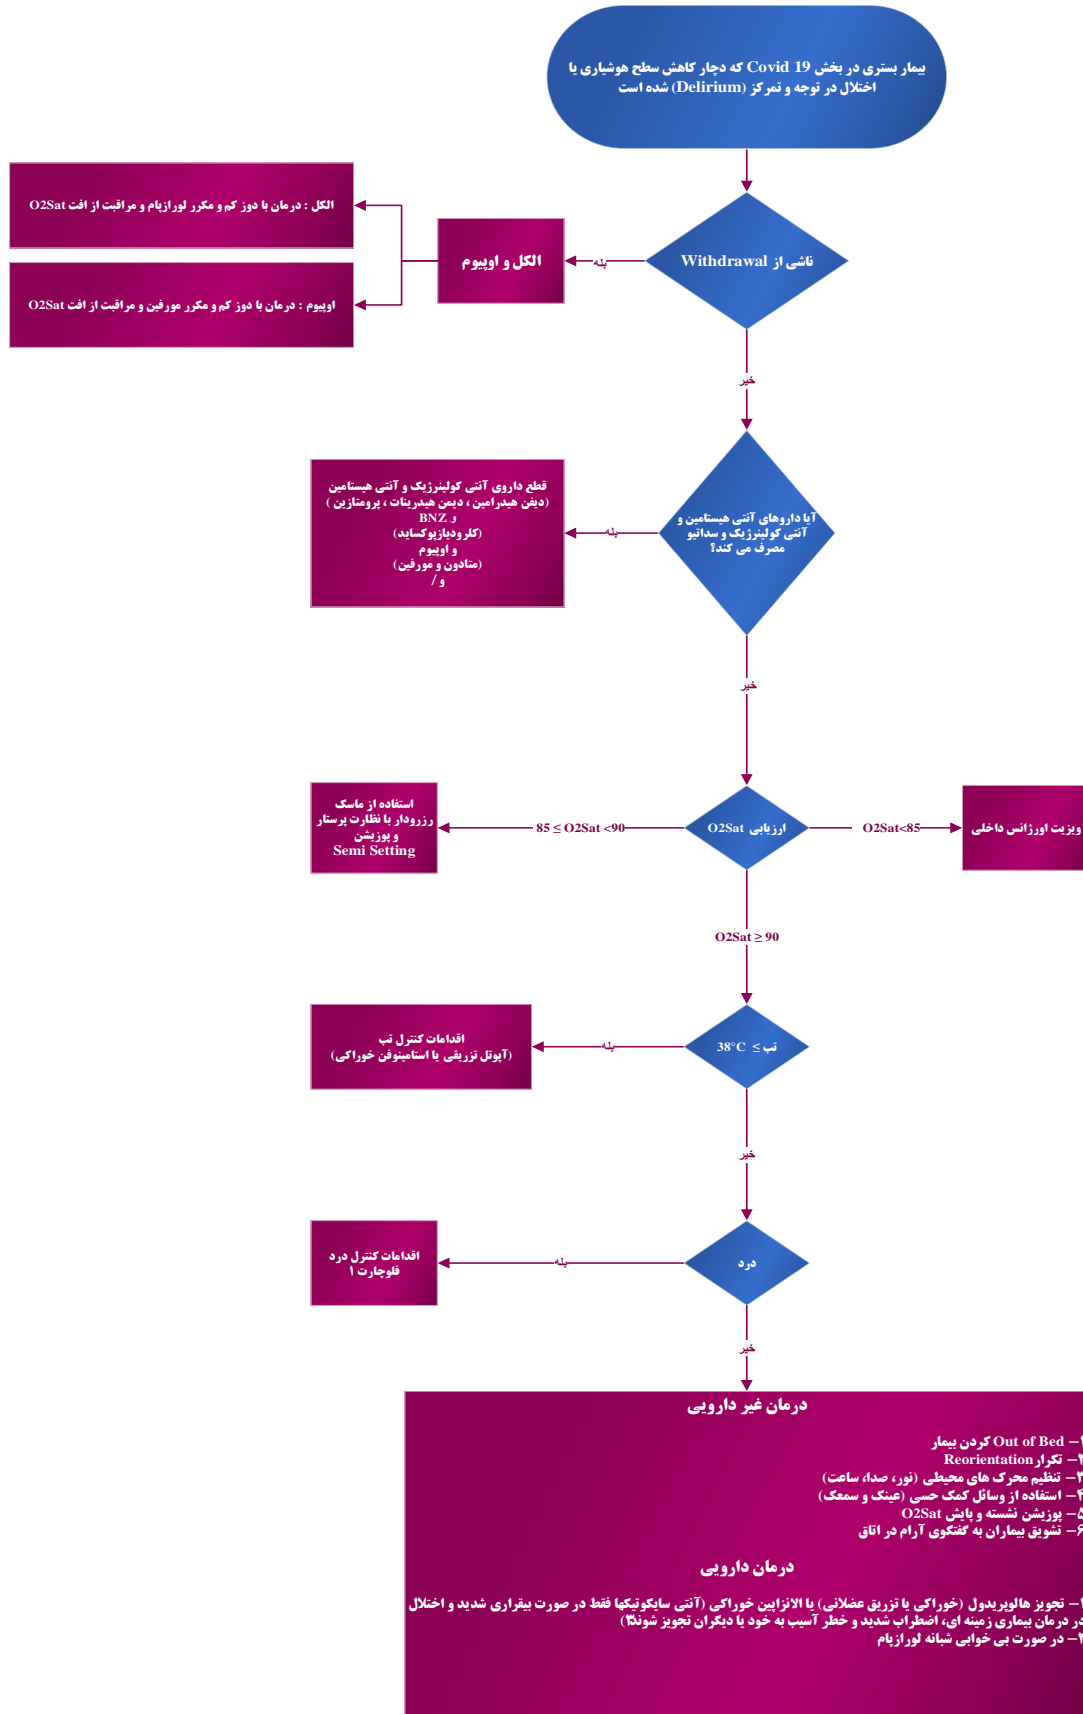 بیمار بستری در بخش Covid 19 که دچار کاهش سطح هوشیاری یا
اختلال در توجه و تمرکز (Delirium) شده است
ناشی از Withdrawal
بله
الکل و اوپیوم
الکل : درمان با دوز کم و مکرر لورازپام و مراقبت از افت O2Sat
اوپیوم : درمان با دوز کم و مکرر مورفین و مراقبت از افت O2Sat
خیر
آیا داروهای آنتی هیستامین و
آنتی کولینرژیک و سداتیو
مصرف می کند؟
بله
قطع داروی آنتی کولینرژیک و آنتی هیستامین
(دیفن هیدرامین ، دیمن هیدرینات ، پرومتازین )
و BNZ
(کلرودیازپوکساید)
و اوپیوم
(متادون و مورفین)
و /
خیر
ارزیابی O2Sat
O2Sat<85
ویزیت اورژانس داخلی
85 ≤ O2Sat <90
استفاده از ماسک
رزرودار با نظارت پرستار
و پوزیشن
Semi Setting
O2Sat ≥ 90
تب ≥ 38°C
بله
اقدامات کنترل تب
(آپوتل تزریقی یا استامینوفن خوراکی)
خیر
درد
بله
اقدامات کنترل درد
فلوچارت ۱
خیر
درمان غیر دارویی
۱– Out of Bed کردن بیمار
۲– تکرار Reorientation
۳– تنظیم محرک های محیطی (نور، صدا، ساعت)
۴– استفاده از وسائل کمک حسی (عینک و سمعک)
۵– پوزیشن نشسته و پایش O2Sat
۶– تشویق بیماران به گفتگوی آرام در اتاق
درمان دارویی
۱– تجویز هالوپریدول (خوراکی یا تزریق عضلانی) یا الانزاپین خوراکی (آنتی سایکوتیکها فقط در صورت بیقراری شدید و اختلال
در درمان بیماری زمینه ای، اضطراب شدید و خطر آسیب به خود یا دیگران تجویز شوند)
۲– در صورت بی خوابی شبانه لورازپام